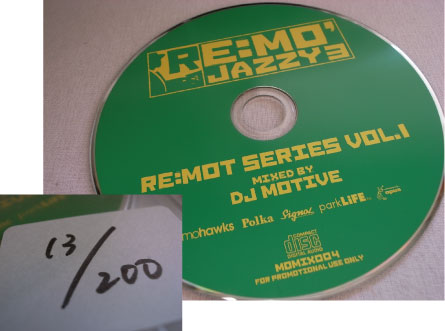 RE:MO'
JAZZY3
RE:MOT SERIES VOL.1
MIXED BY
DJ MOTIVE
mohawks Polka Signal parkLIFE
COMPACT
disc
DIGITAL AUDIO
MOMIX004
FOR PROMOTIONAL USE ONLY
13/200